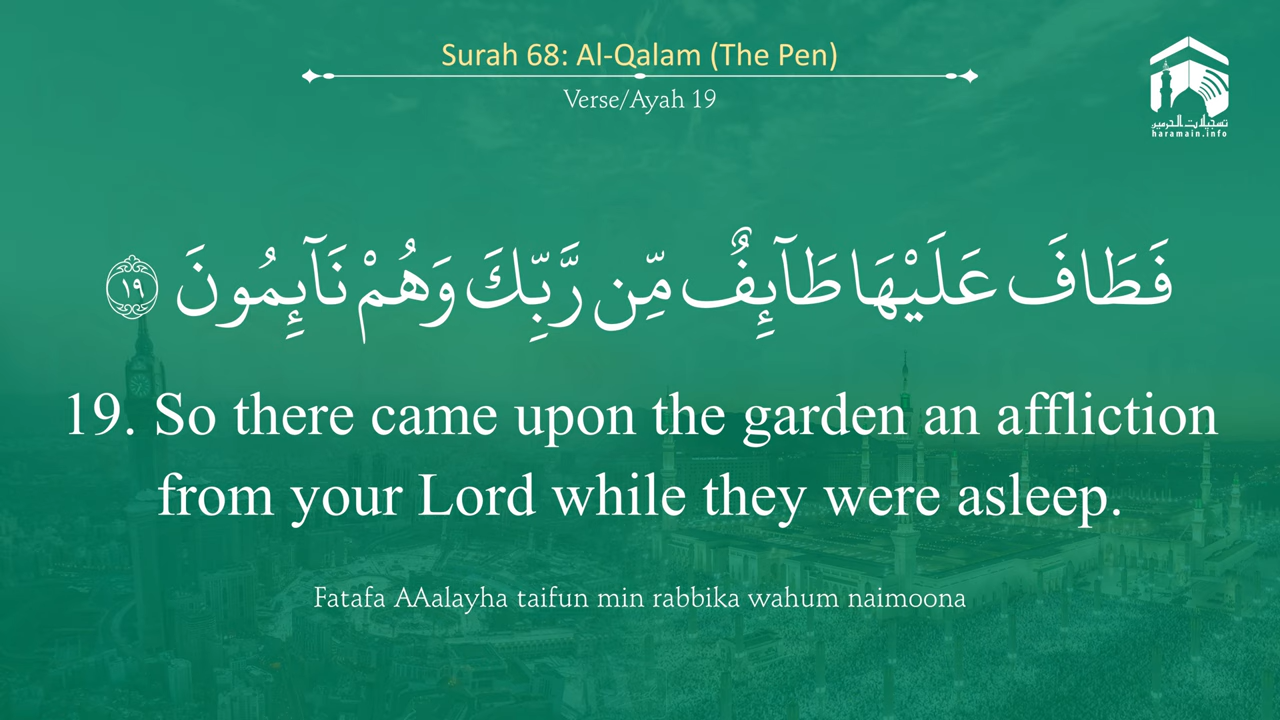 Surah 68: Al-Qalam (The Pen)
Verse/Ayah 19
تسجيلات الحرمين
haramain.info
فَطَافَ عَلَيْهَا طَآئِفٌ مِّن رَّبِّكَ وَهُمْ نَآئِمُونَ ١٩
19. So there came upon the garden an affliction
from your Lord while they were asleep.
Fatafa AAalayha taifun min rabbika wahum naimoona